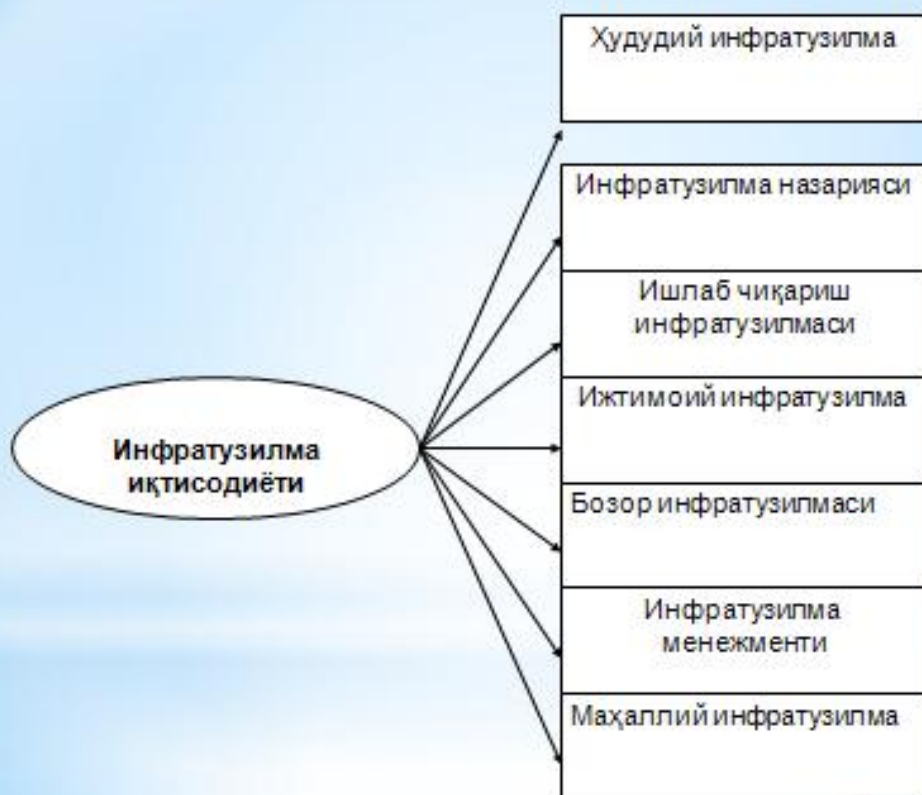 Ҳудудий инфратузилма
Инфратузилма назарияси
Ишлаб чиқариш
инфратузилмаси
Ижтимоий инфратузилма
Инфратузилма
иқтисодиёти
Бозор инфратузилмаси
Инфратузилма
менежменти
Маҳаллий инфратузилма